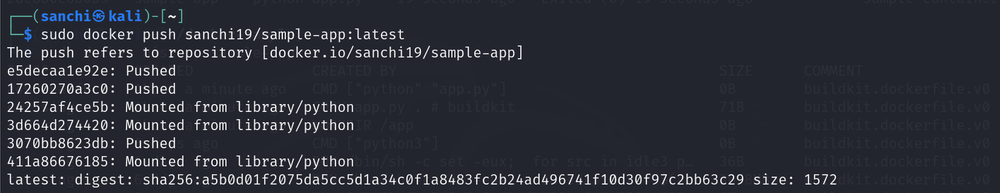 ┌──(sanchi㉿kali)-[~]
└─$ sudo docker push sanchi19/sample-app:latest
The push refers to repository [docker.io/sanchi19/sample-app]
e5decaa1e92e: Pushed
17260270a3c0: Pushed
24257af4ce5b: Mounted from library/python
3d664d274420: Mounted from library/python
3070bb8623db: Pushed
411a86676185: Mounted from library/python
latest: digest: sha256:a5b0d01f2075da5cc5d1a34c0f1a8483fc2b24ad496741f10d30f97c2bb63c29 size: 1572